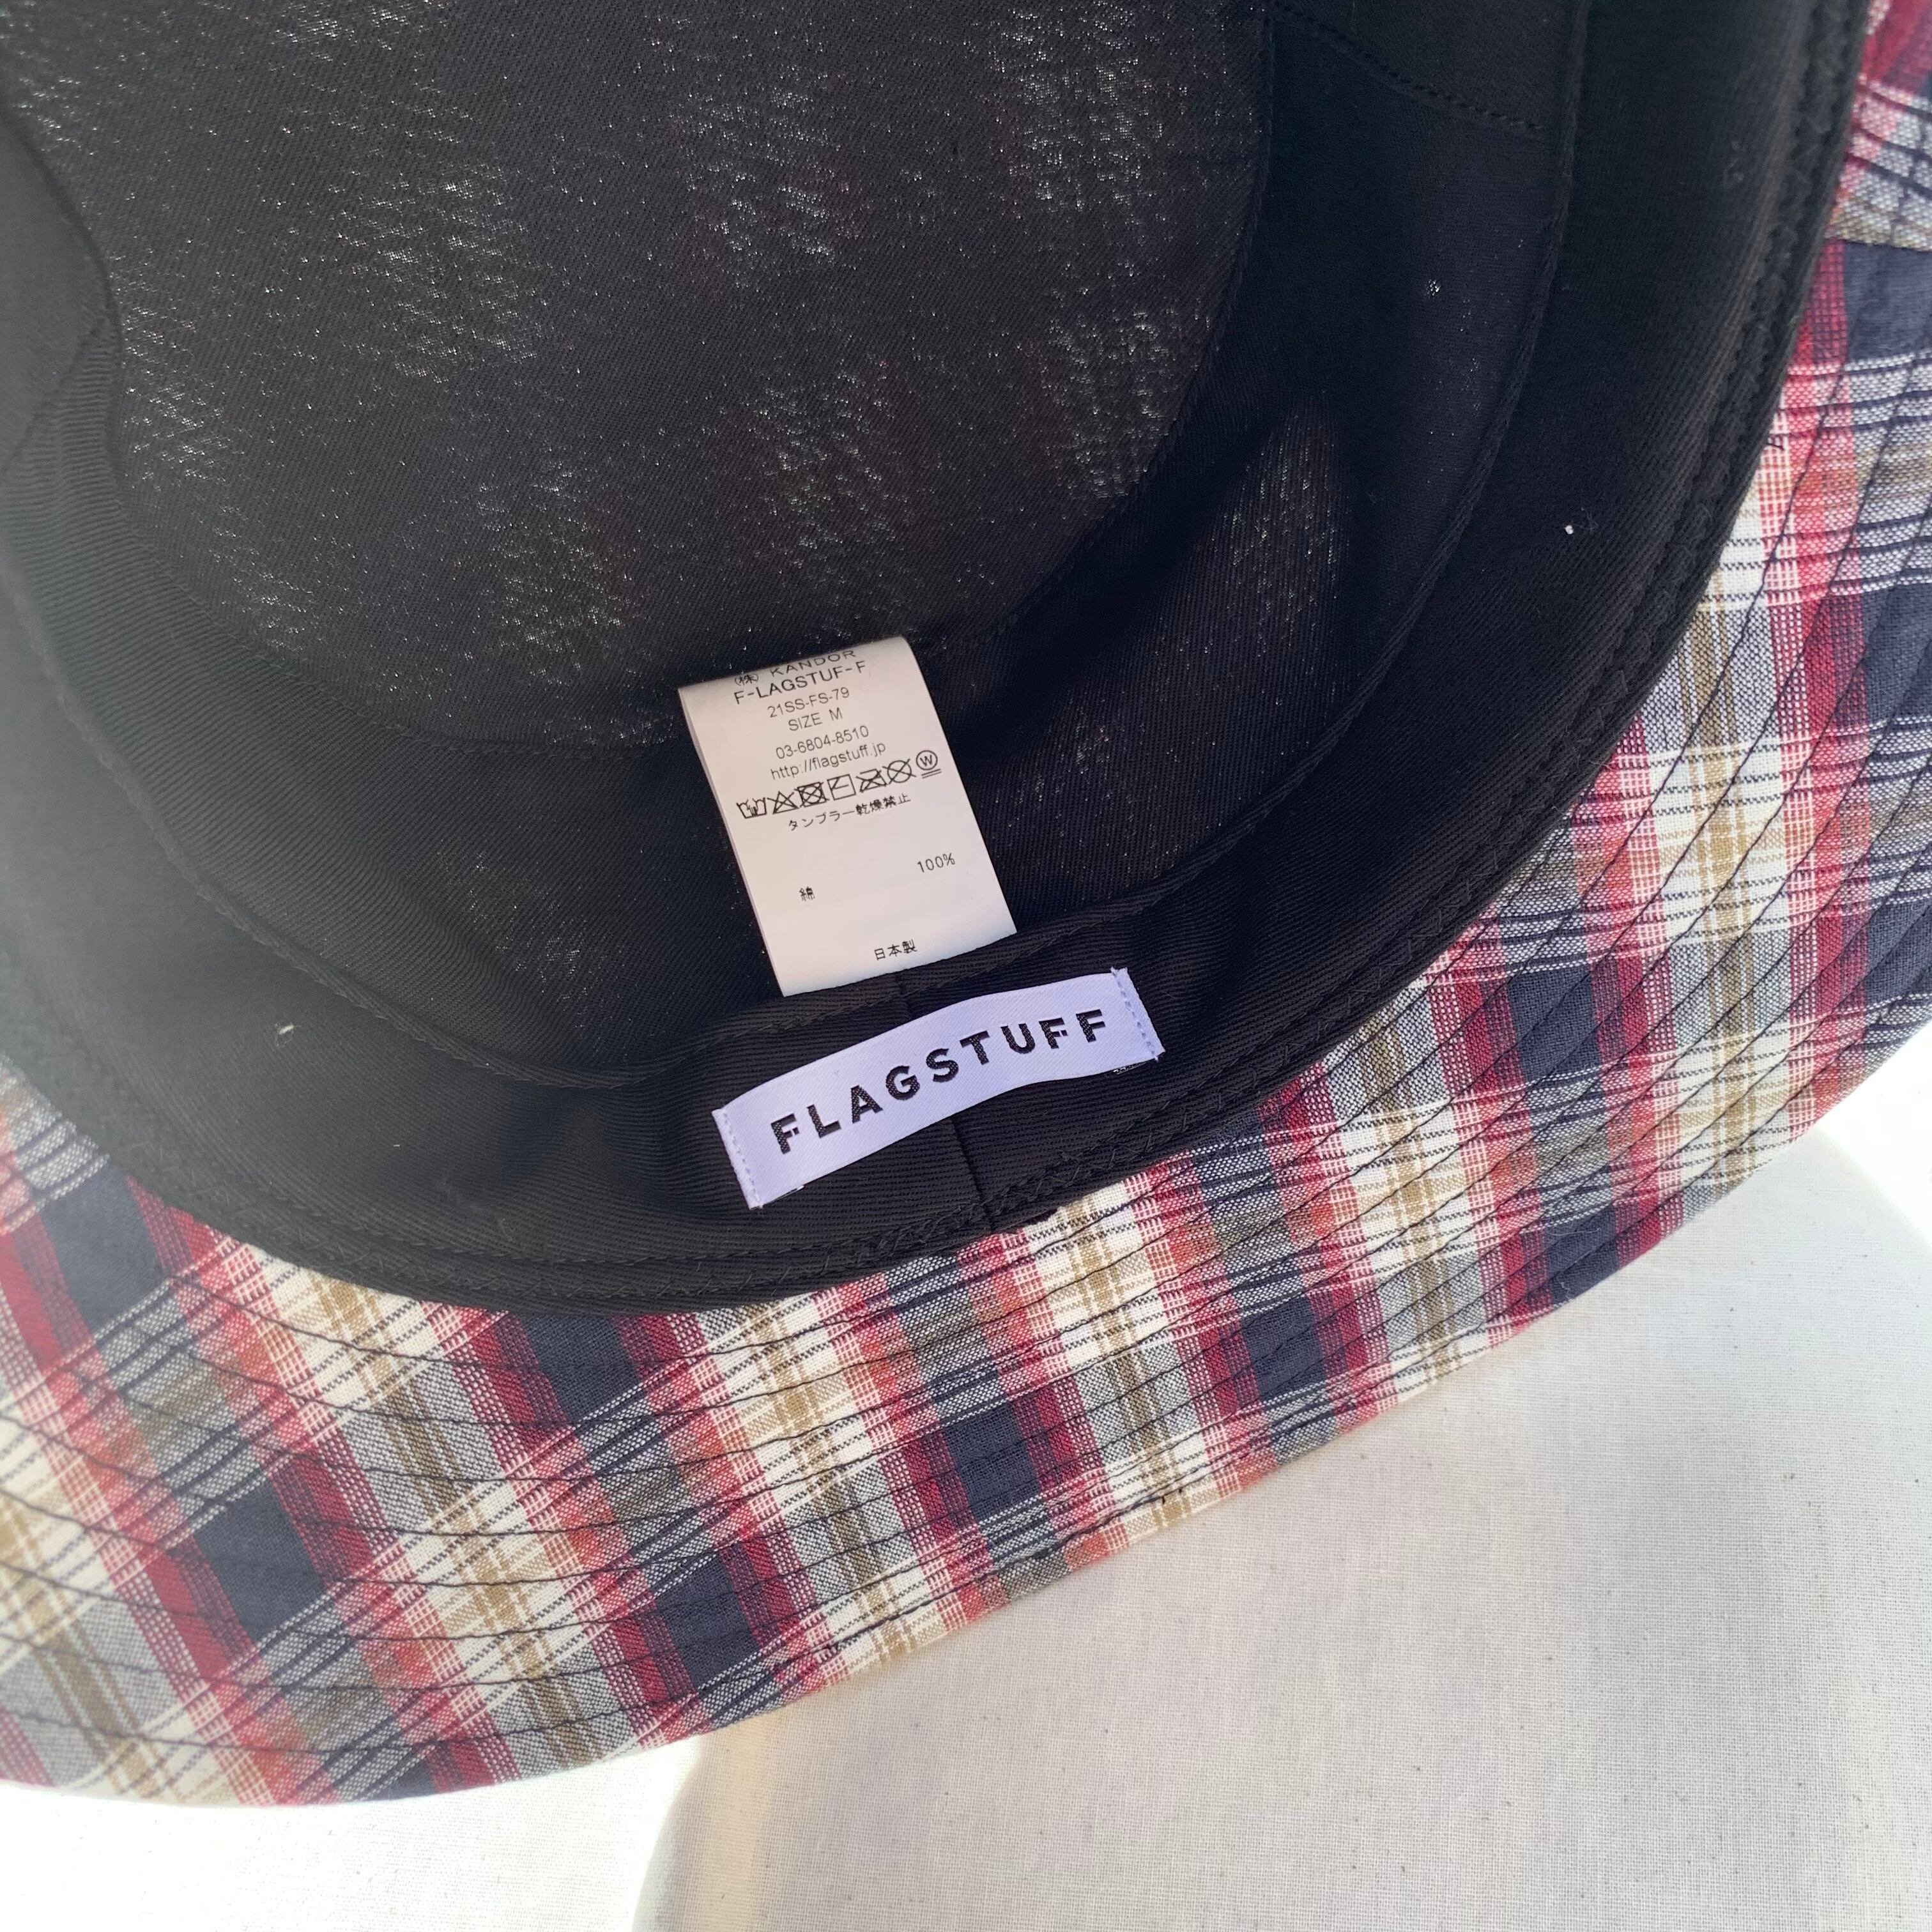 (株) KANDOR
F-LAGSTUF-F
21SS-FS-79
SIZE M
03-6804-8510
http://flagstuff.jp
W
タンブラー乾燥禁止
綿 100%
日本製
FLAGSTUFF